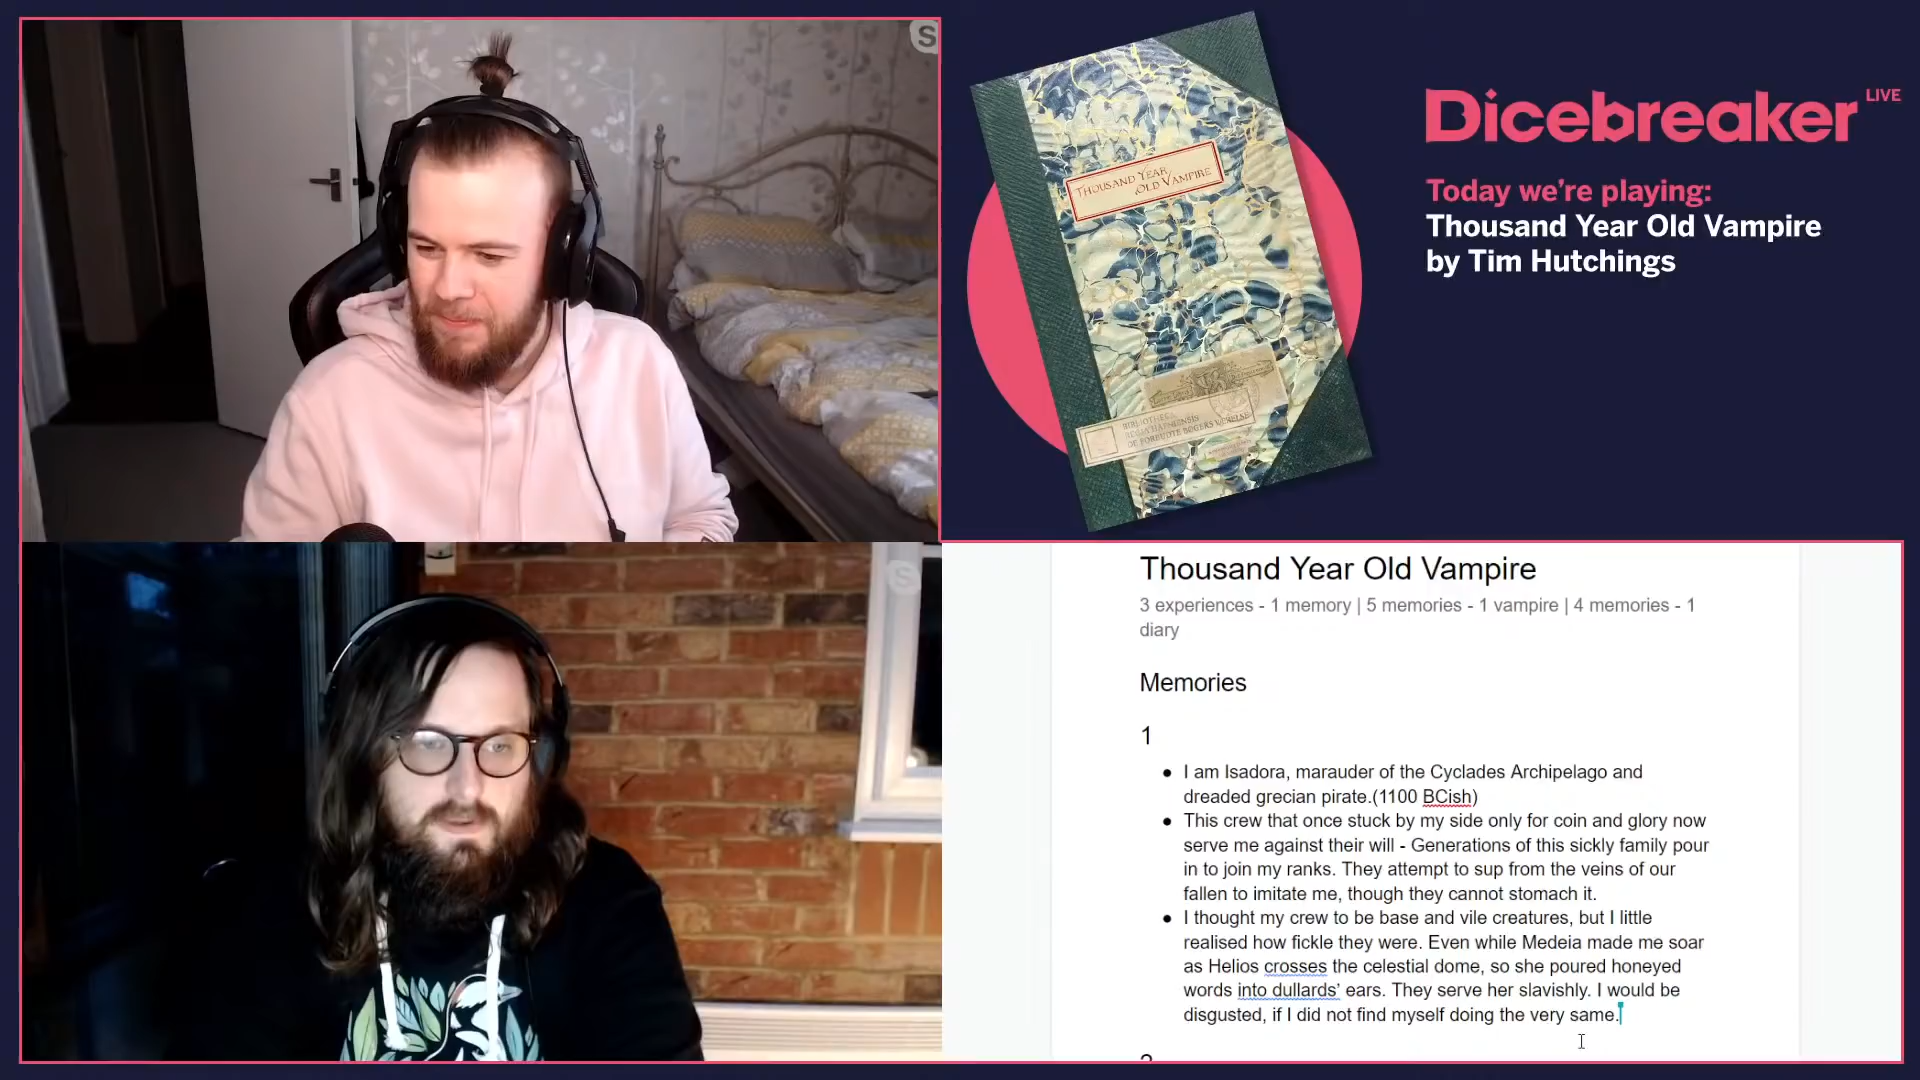 S
THOUSAND YEAR
OLD VAMPIRE
BIBLIOTHECA
REGIA HAFNIENSIS
DE FORBUDTE BOGERS VÆRELSE
Dicebreaker LIVE
Today we're playing:
Thousand Year Old Vampire
by Tim Hutchings
S
Thousand Year Old Vampire
3 experiences - 1 memory | 5 memories - 1 vampire | 4 memories - 1
diary
Memories
1
● I am Isadora, marauder of the Cyclades Archipelago and
dreaded grecian pirate.(1100 BCish)
● This crew that once stuck by my side only for coin and glory now
serve me against their will - Generations of this sickly family pour
in to join my ranks. They attempt to sup from the veins of our
fallen to imitate me, though they cannot stomach it.
● I thought my crew to be base and vile creatures, but I little
realised how fickle they were. Even while Medeia made me soar
as Helios crosses the celestial dome, so she poured honeyed
words into dullards' ears. They serve her slavishly. I would be
disgusted, if I did not find myself doing the very same.